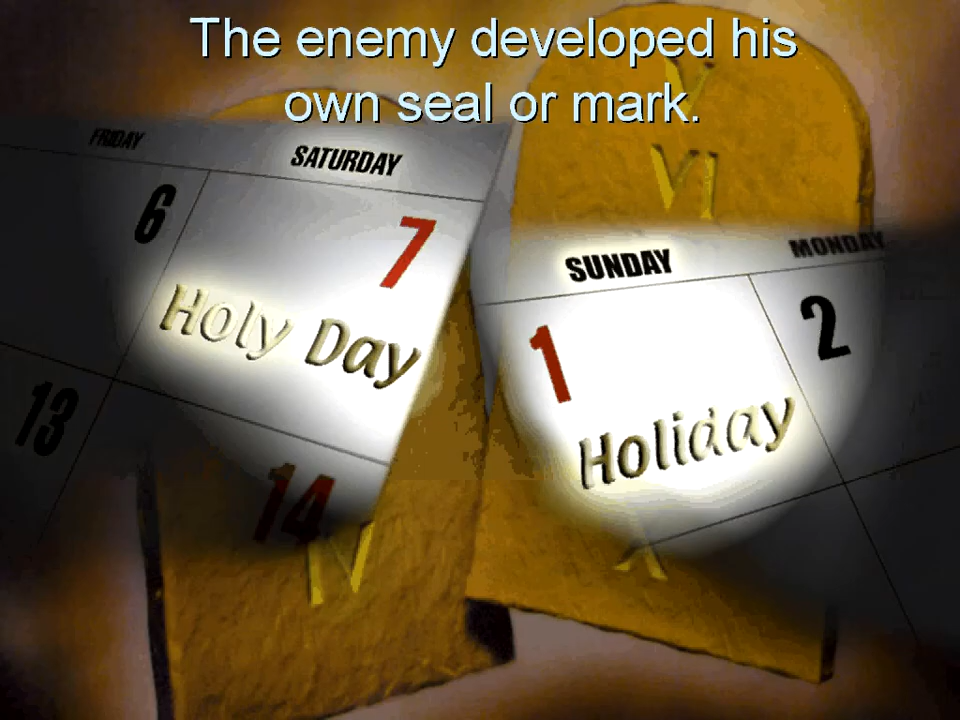 The enemy developed his
own seal or mark.
FRIDAY
SATURDAY
6
7
Holy Day
13
14
IV
V
VI
SUNDAY
MONDAY
1
2
Holiday
X